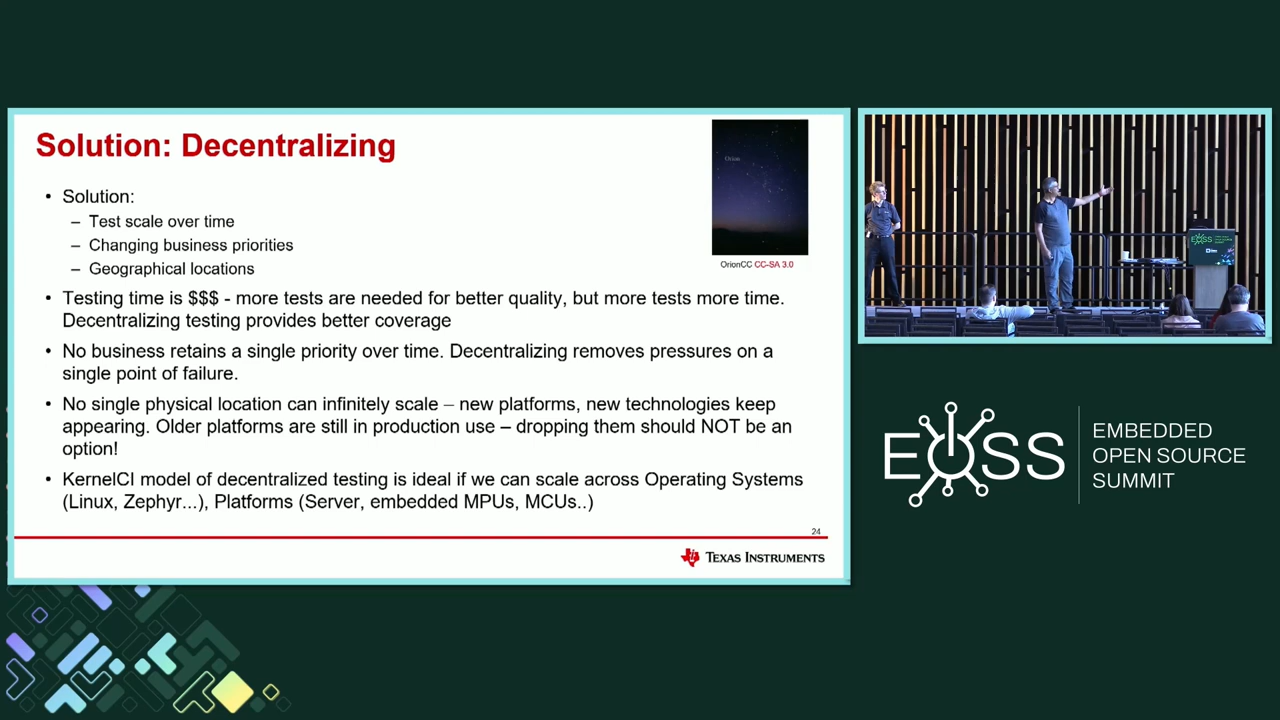 Solution: Decentralizing
Orion
OrionCC CC-SA 3.0
• Solution:
– Test scale over time
– Changing business priorities
– Geographical locations
• Testing time is $$$ - more tests are needed for better quality, but more tests more time.
Decentralizing testing provides better coverage
• No business retains a single priority over time. Decentralizing removes pressures on a
single point of failure.
• No single physical location can infinitely scale – new platforms, new technologies keep
appearing. Older platforms are still in production use – dropping them should NOT be an
option!
• KernelCI model of decentralized testing is ideal if we can scale across Operating Systems
(Linux, Zephyr...), Platforms (Server, embedded MPUs, MCUs..)
24
TEXAS INSTRUMENTS
EOSS
EOSS
EMBEDDED
OPEN SOURCE
SUMMIT